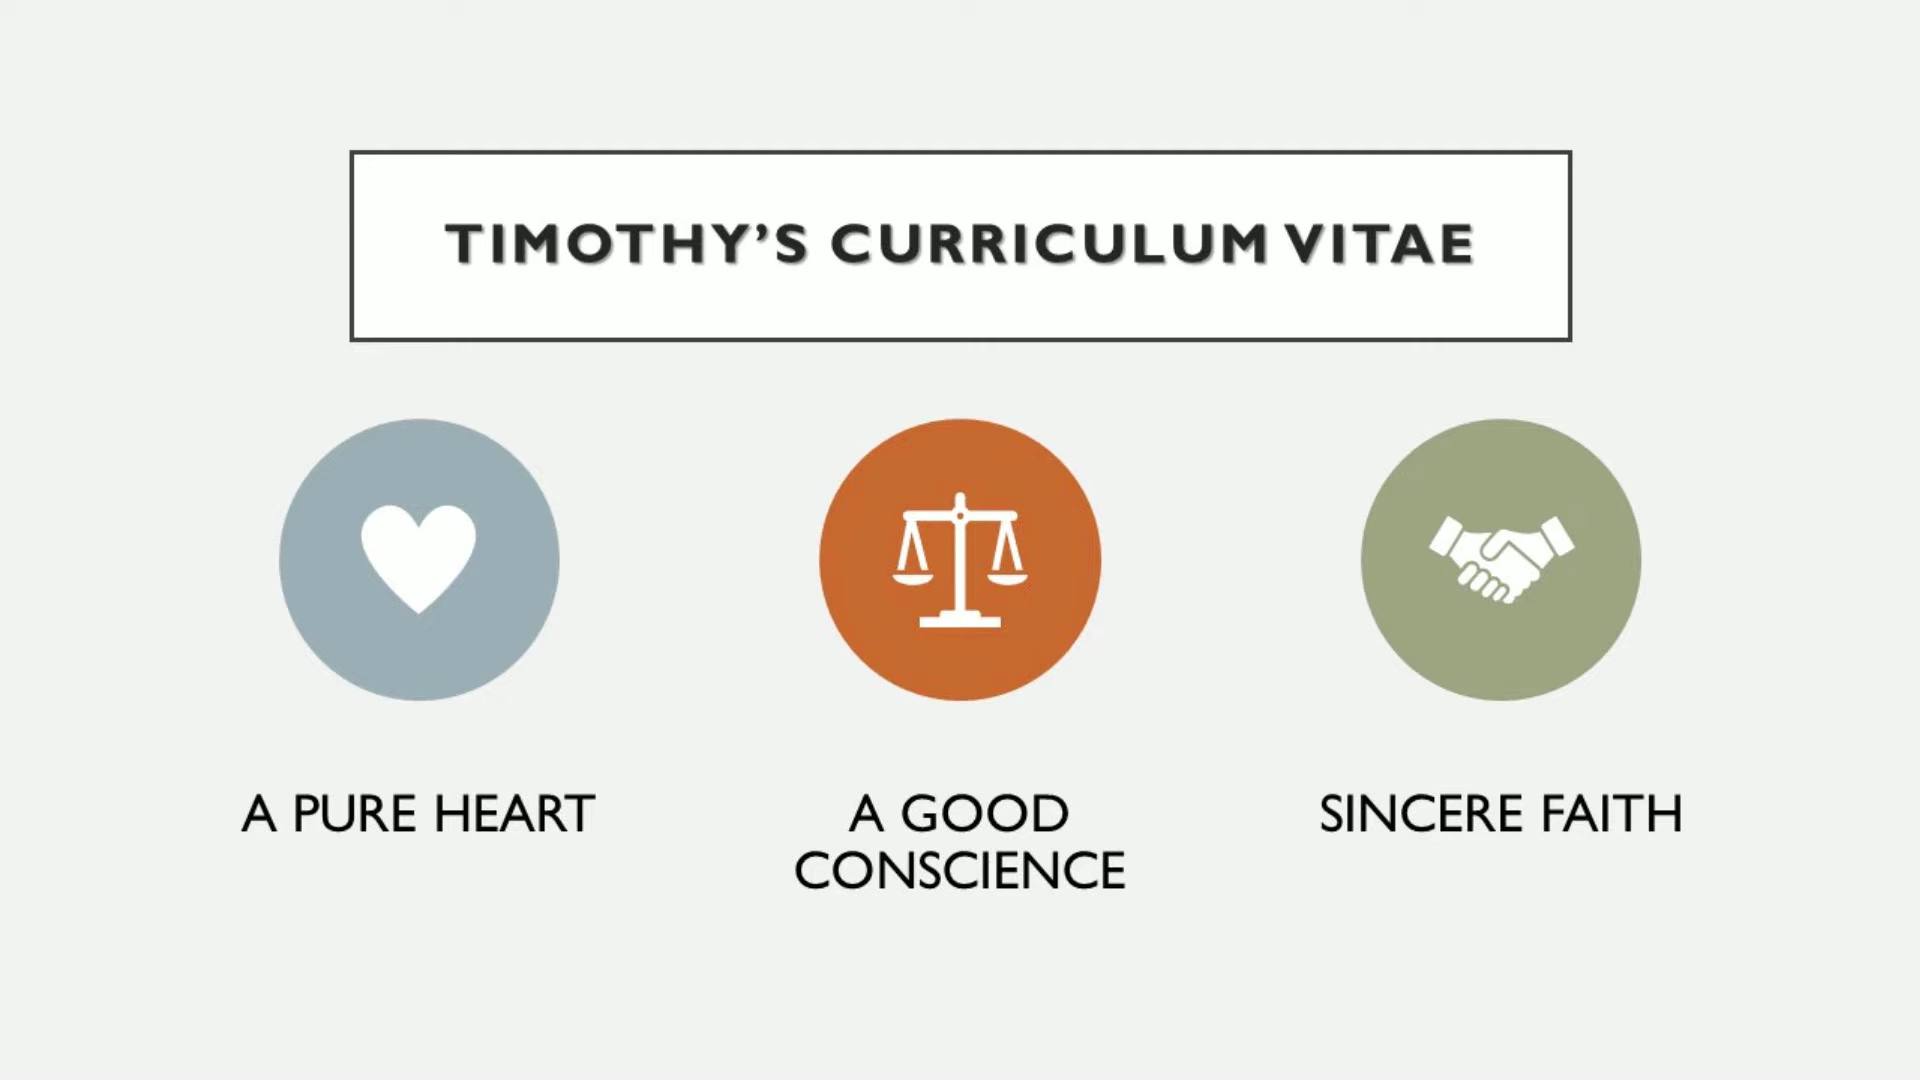 TIMOTHY’S CURRICULUM VITAE
A PURE HEART
A GOOD
CONSCIENCE
SINCERE FAITH